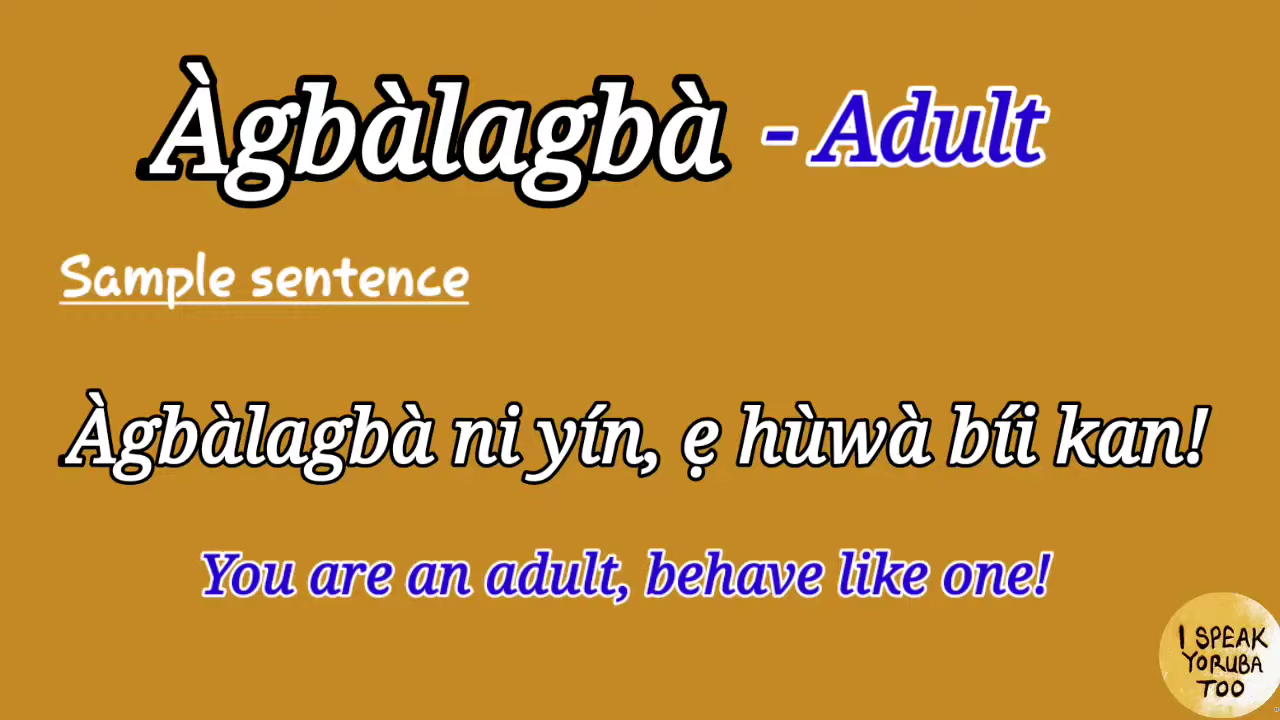 Àgbàlagbà - Adult
Sample sentence
Àgbàlagbà ni yín, ẹ hùwà bíi kan!
You are an adult, behave like one!
I SPEAK
YORUBA
TOO